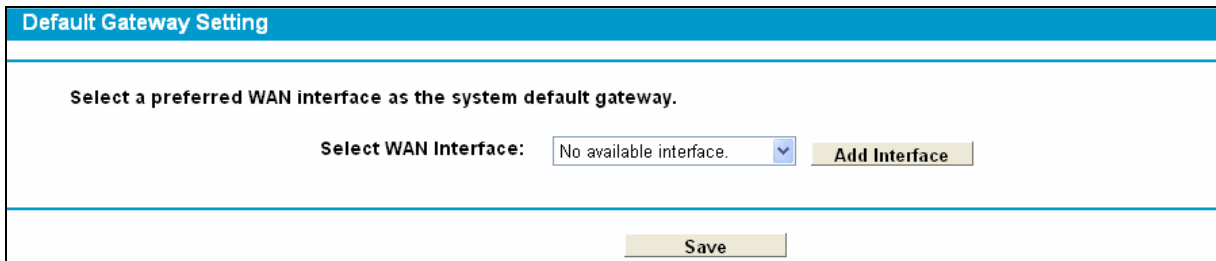 Default Gateway Setting
Select a preferred WAN interface as the system default gateway.
Select WAN Interface: No available interface. Add Interface
Save